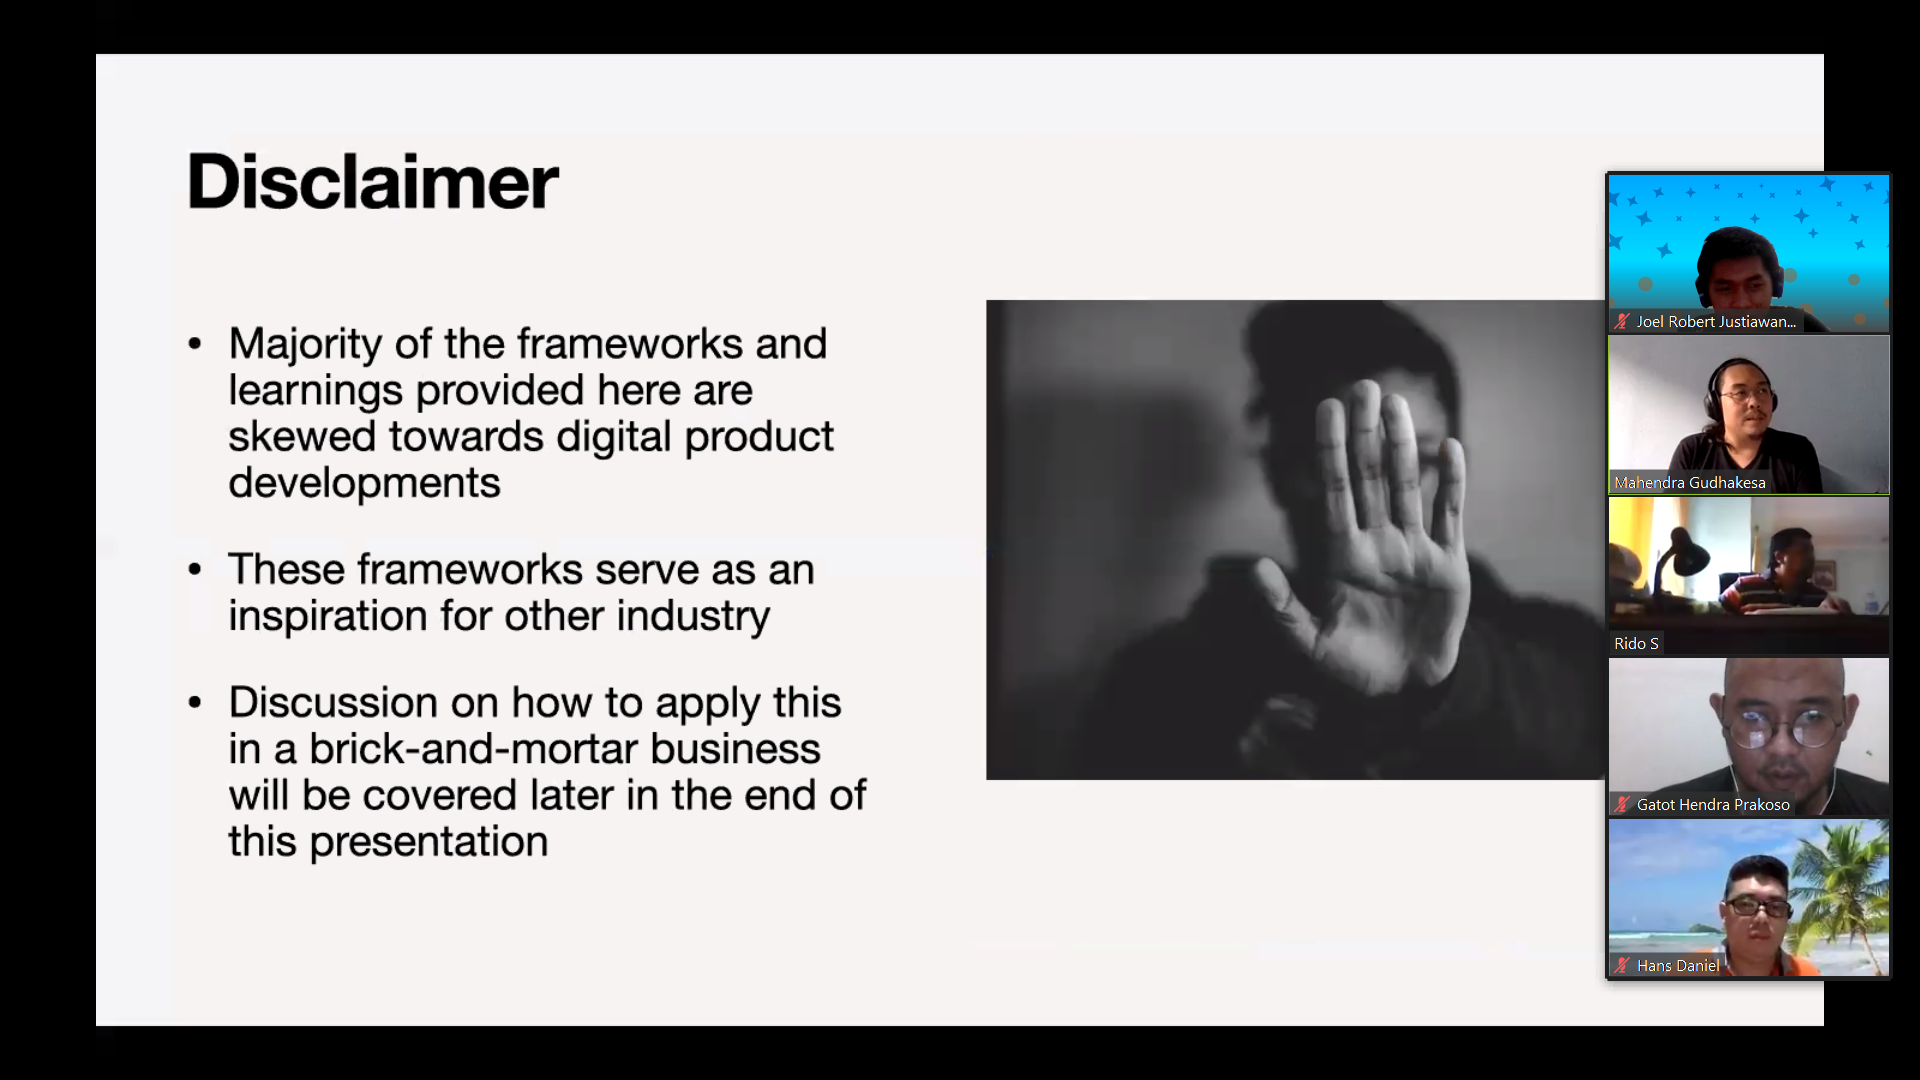 Disclaimer
• Majority of the frameworks and
learnings provided here are
skewed towards digital product
developments
• These frameworks serve as an
inspiration for other industry
• Discussion on how to apply this
in a brick-and-mortar business
will be covered later in the end of
this presentation
Joel Robert Justiawan...
Mahendra Gudhakesa
Rido S
Gatot Hendra Prakoso
Hans Daniel